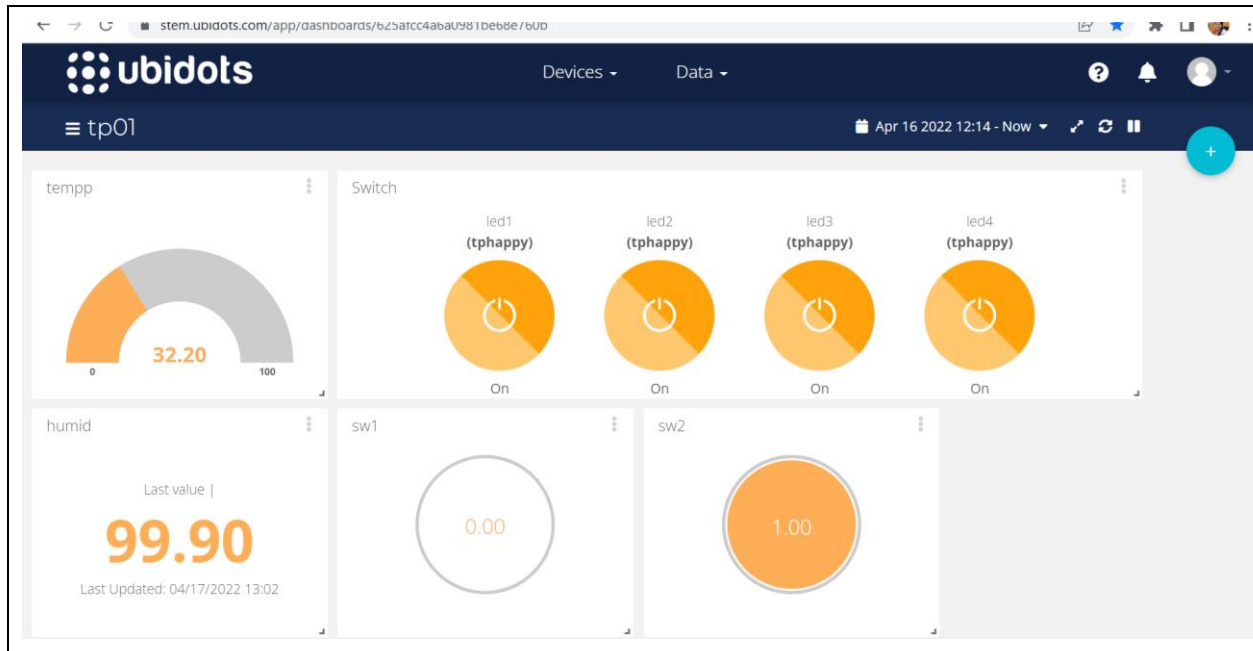 stem.ubidots.com/app/dashboards/625afcc4a6a0981be68e760b
ubidots
Devices
Data
?
tp01
Apr 16 2022 12:14 - Now
+
tempp
32.20
0
100
Switch
led1 led2 led3 led4
(tphappy) (tphappy) (tphappy) (tphappy)
On On On On
humid
Last value |
99.90
Last Updated: 04/17/2022 13:02
sw1
0.00
sw2
1.00